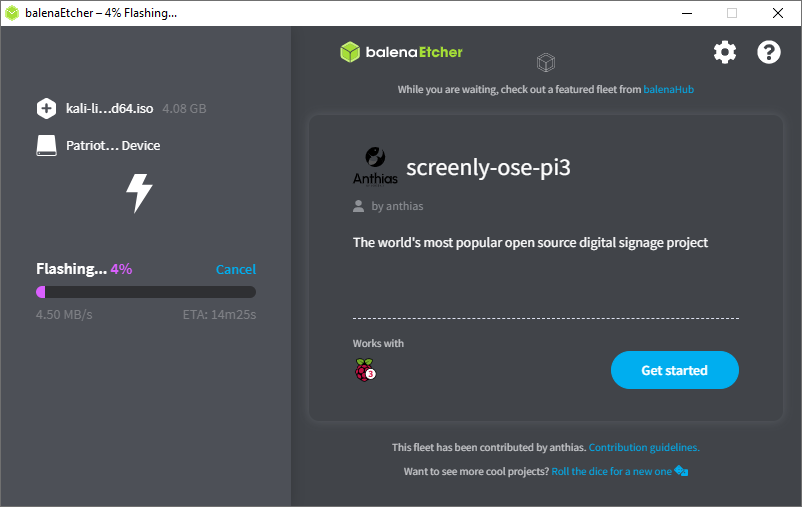 balenaEtcher – 4% Flashing...
balenaEtcher
While you are waiting, check out a featured fleet from balenaHub
kali-li...d64.iso 4.08 GB
Patriot... Device
Flashing... 4% Cancel
4.50 MB/s ETA: 14m25s
Anthias
screenly-ose-pi3
by anthias
The world's most popular open source digital signage project
Works with
3
Get started
This fleet has been contributed by anthias. Contribution guidelines.
Want to see more cool projects? Roll the dice for a new one